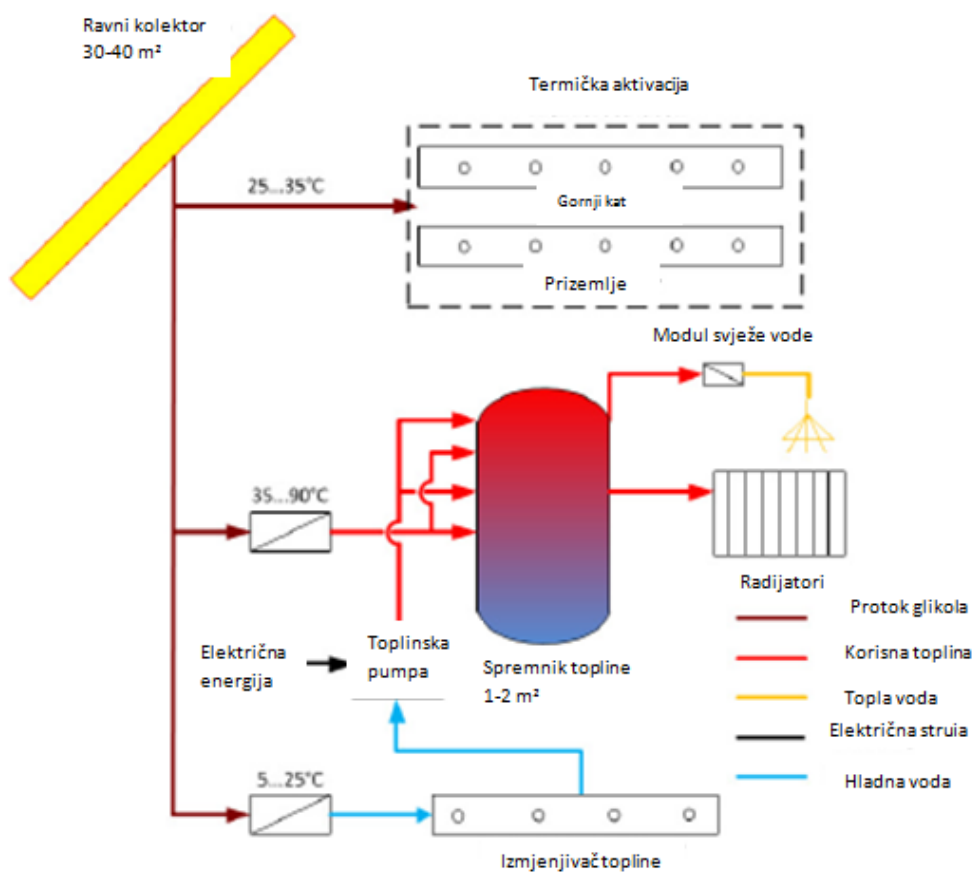 Ravni kolektor
30-40 m²
Termička aktivacija
25...35°C
Gornji kat
Prizemlje
Modul svježe vode
35...90°C
Radijatori
Električna
energija
Toplinska
pumpa
Spremnik topline
1-2 m²
Protok glikola
Korisna toplina
Topla voda
Električna struia
Hladna voda
5...25°C
Izmjenjivač topline